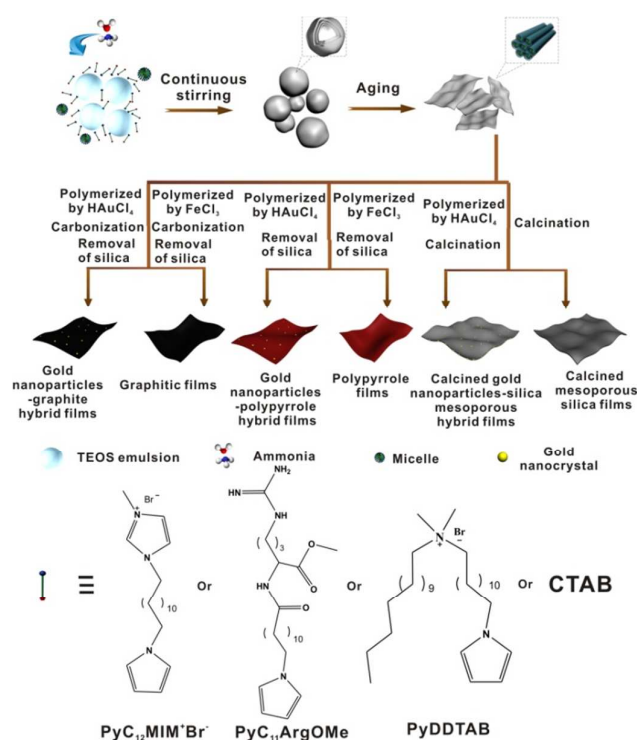 Continuous
stirring
Aging
Polymerized
by HAuCl₄
Carbonization
Removal
of silica
Polymerized
by FeCl₃
Carbonization
Removal
of silica
Polymerized
by HAuCl₄
Removal
of silica
Polymerized
by FeCl₃
Removal
of silica
Polymerized
by HAuCl₄
Calcination
Calcination
Gold
nanoparticles
-graphite
hybrid films
Graphitic films
Gold
nanoparticles
-polypyrrole
hybrid films
Polypyrrole
films
Calcined gold
nanoparticles-silica
mesoporous
hybrid films
Calcined
mesoporous
silica films
TEOS emulsion
Ammonia
Micelle
Gold
nanocrystal
≡
N
+
Br⁻
N
( )₁₀
N
Or
NH₂
HN
NH
( )₃
O
O
HN
O
( )₁₀
N
Or
N
+
Br
−
( )₉
( )₁₀
N
Or
CTAB
PyC₁₂MIM⁺Br⁻
PyC₁₁ArgOMe
PyDDTAB